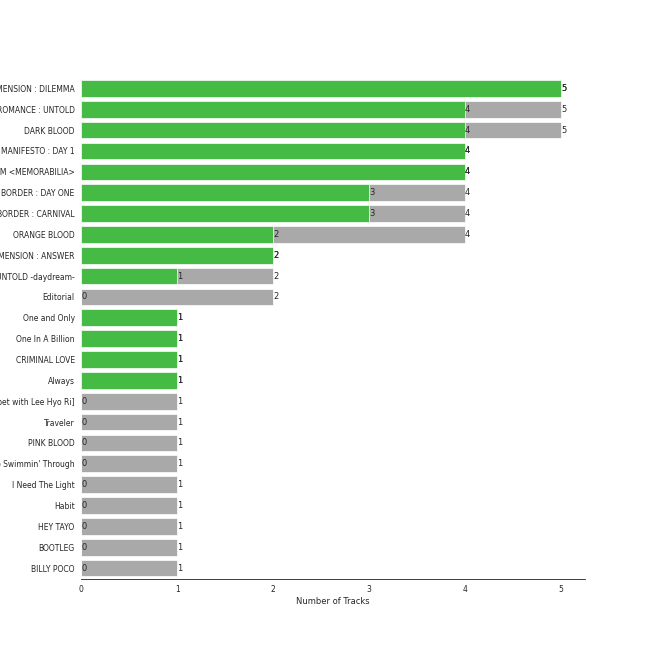 MENSION : DILEMMA 5
ROMANCE : UNTOLD 4 5
DARK BLOOD 4 5
MANIFESTO : DAY 1 4
M <MEMORABILIA> 4
BORDER : DAY ONE 3 4
BORDER : CARNIVAL 3 4
ORANGE BLOOD 2 4
MENSION : ANSWER 2
UNTOLD -daydream- 1 2
Editorial 0 2
One and Only 1
One In A Billion 1
CRIMINAL LOVE 1
Always 1
pet with Lee Hyo Ri] 0 1
Traveler 0 1
PINK BLOOD 0 1
Swimmin' Through 0 1
I Need The Light 0 1
Habit 0 1
HEY TAYO 0 1
BOOTLEG 0 1
BILLY POCO 0 1
0 1 2 3 4 5
Number of Tracks